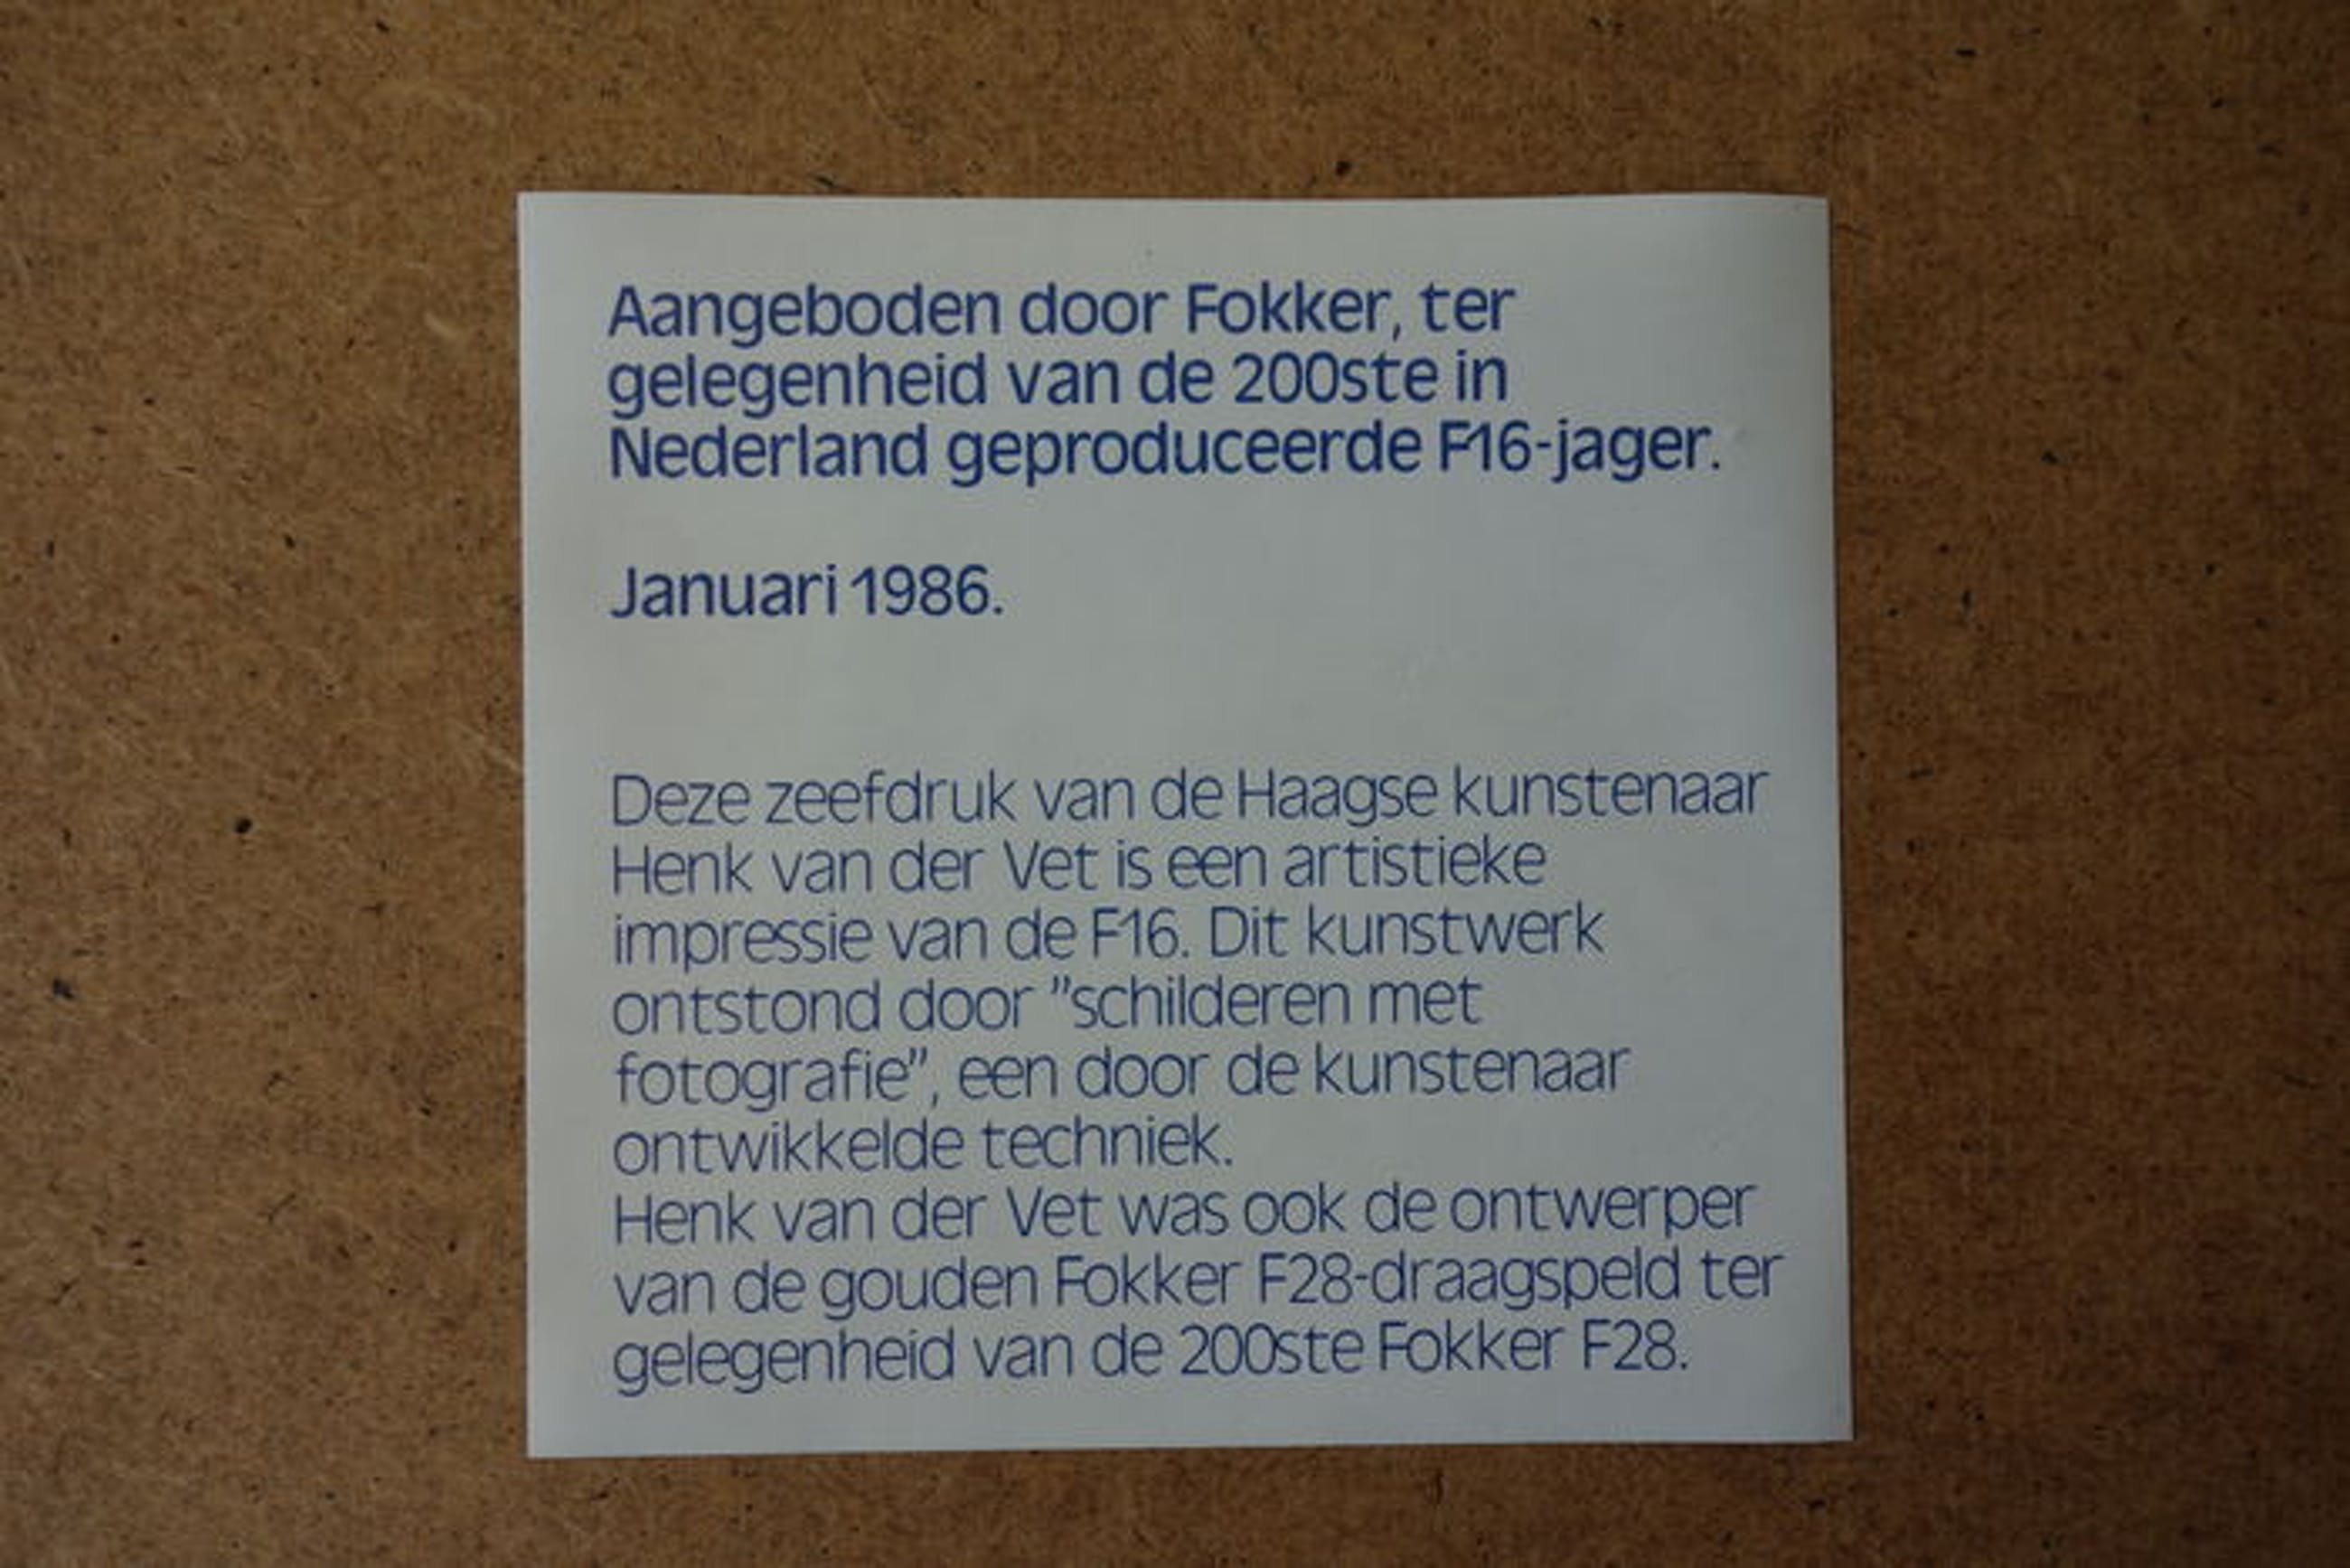 Aangeboden door Fokker, ter
gelegenheid van de 200ste in
Nederland geproduceerde F16-jager.
Januari 1986.
Deze zeefdruk van de Haagse kunstenaar
Henk van der Vet is een artistieke
impressie van de F16. Dit kunstwerk
ontstond door ”schilderen met
fotografie”, een door de kunstenaar
ontwikkelde techniek.
Henk van der Vet was ook de ontwerper
van de gouden Fokker F28-draagspeld ter
gelegenheid van de 200ste Fokker F28.